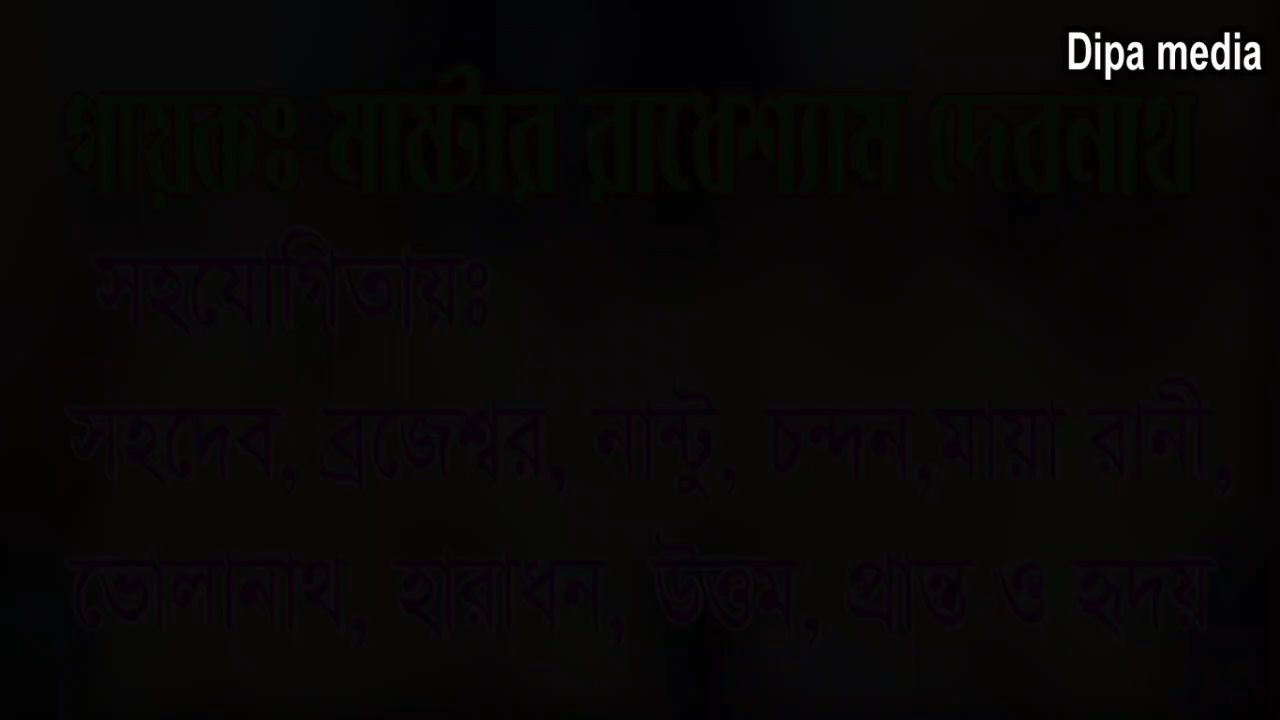 Dipa media
গায়কঃ মাষ্টার রাধেশ্যাম দেবনাথ
সহযোগিতায়ঃ
সহদেব, ব্রজেশ্বর, নান্টু, চন্দন,মায়া রানী,
ভোলানাথ, হারাধন, উত্তম, প্রান্ত ও হৃদয়